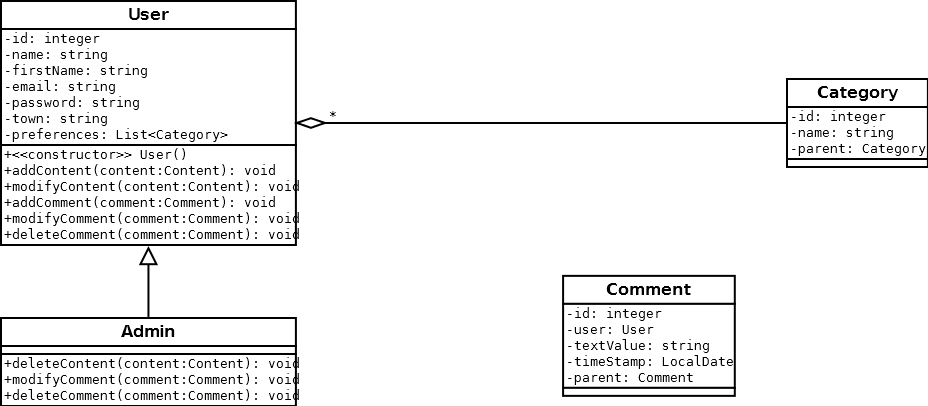 User
-id: integer
-name: string
-firstName: string
-email: string
-password: string
-town: string
-preferences: List<Category>
+<<constructor>> User()
+addContent(content:Content): void
+modifyContent(content:Content): void
+addComment(comment:Comment): void
+modifyComment(comment:Comment): void
+deleteComment(comment:Comment): void
*
Category
-id: integer
-name: string
-parent: Category
Comment
-id: integer
-user: User
-textValue: string
-timeStamp: LocalDate
-parent: Comment
Admin
+deleteContent(content:Content): void
+modifyComment(comment:Comment): void
+deleteComment(comment:Comment): void